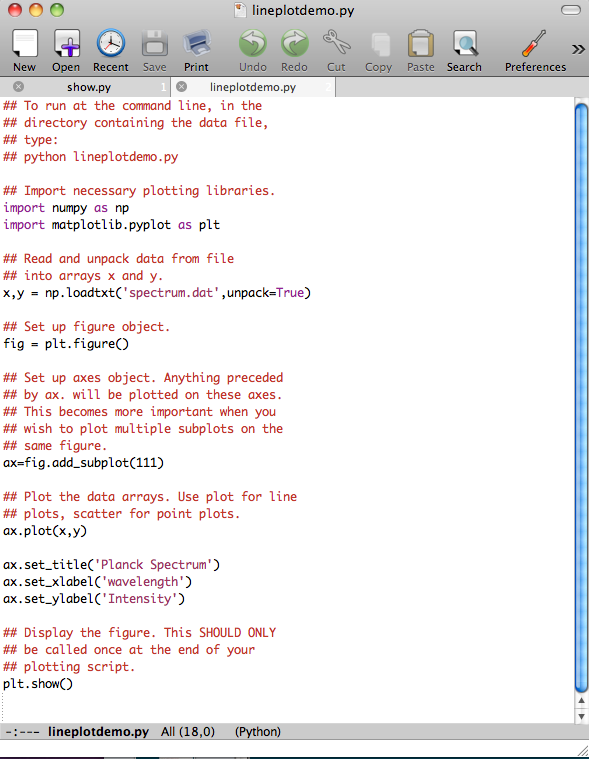 lineplotdemo.py
New Open Recent Save Print Undo Redo Cut Copy Paste Search Preferences »
show.py 1 lineplotdemo.py
## To run at the command line, in the
## directory containing the data file,
## type:
## python lineplotdemo.py
## Import necessary plotting libraries.
import numpy as np
import matplotlib.pyplot as plt
## Read and unpack data from file
## into arrays x and y.
x,y = np.loadtxt('spectrum.dat',unpack=True)
## Set up figure object.
fig = plt.figure()
## Set up axes object. Anything preceded
## by ax. will be plotted on these axes.
## This becomes more important when you
## wish to plot multiple subplots on the
## same figure.
ax=fig.add_subplot(111)
## Plot the data arrays. Use plot for line
## plots, scatter for point plots.
ax.plot(x,y)
ax.set_title('Planck Spectrum')
ax.set_xlabel('wavelength')
ax.set_ylabel('Intensity')
## Display the figure. This SHOULD ONLY
## be called once at the end of your
## plotting script.
plt.show()
-:--- lineplotdemo.py All (18,0) (Python)